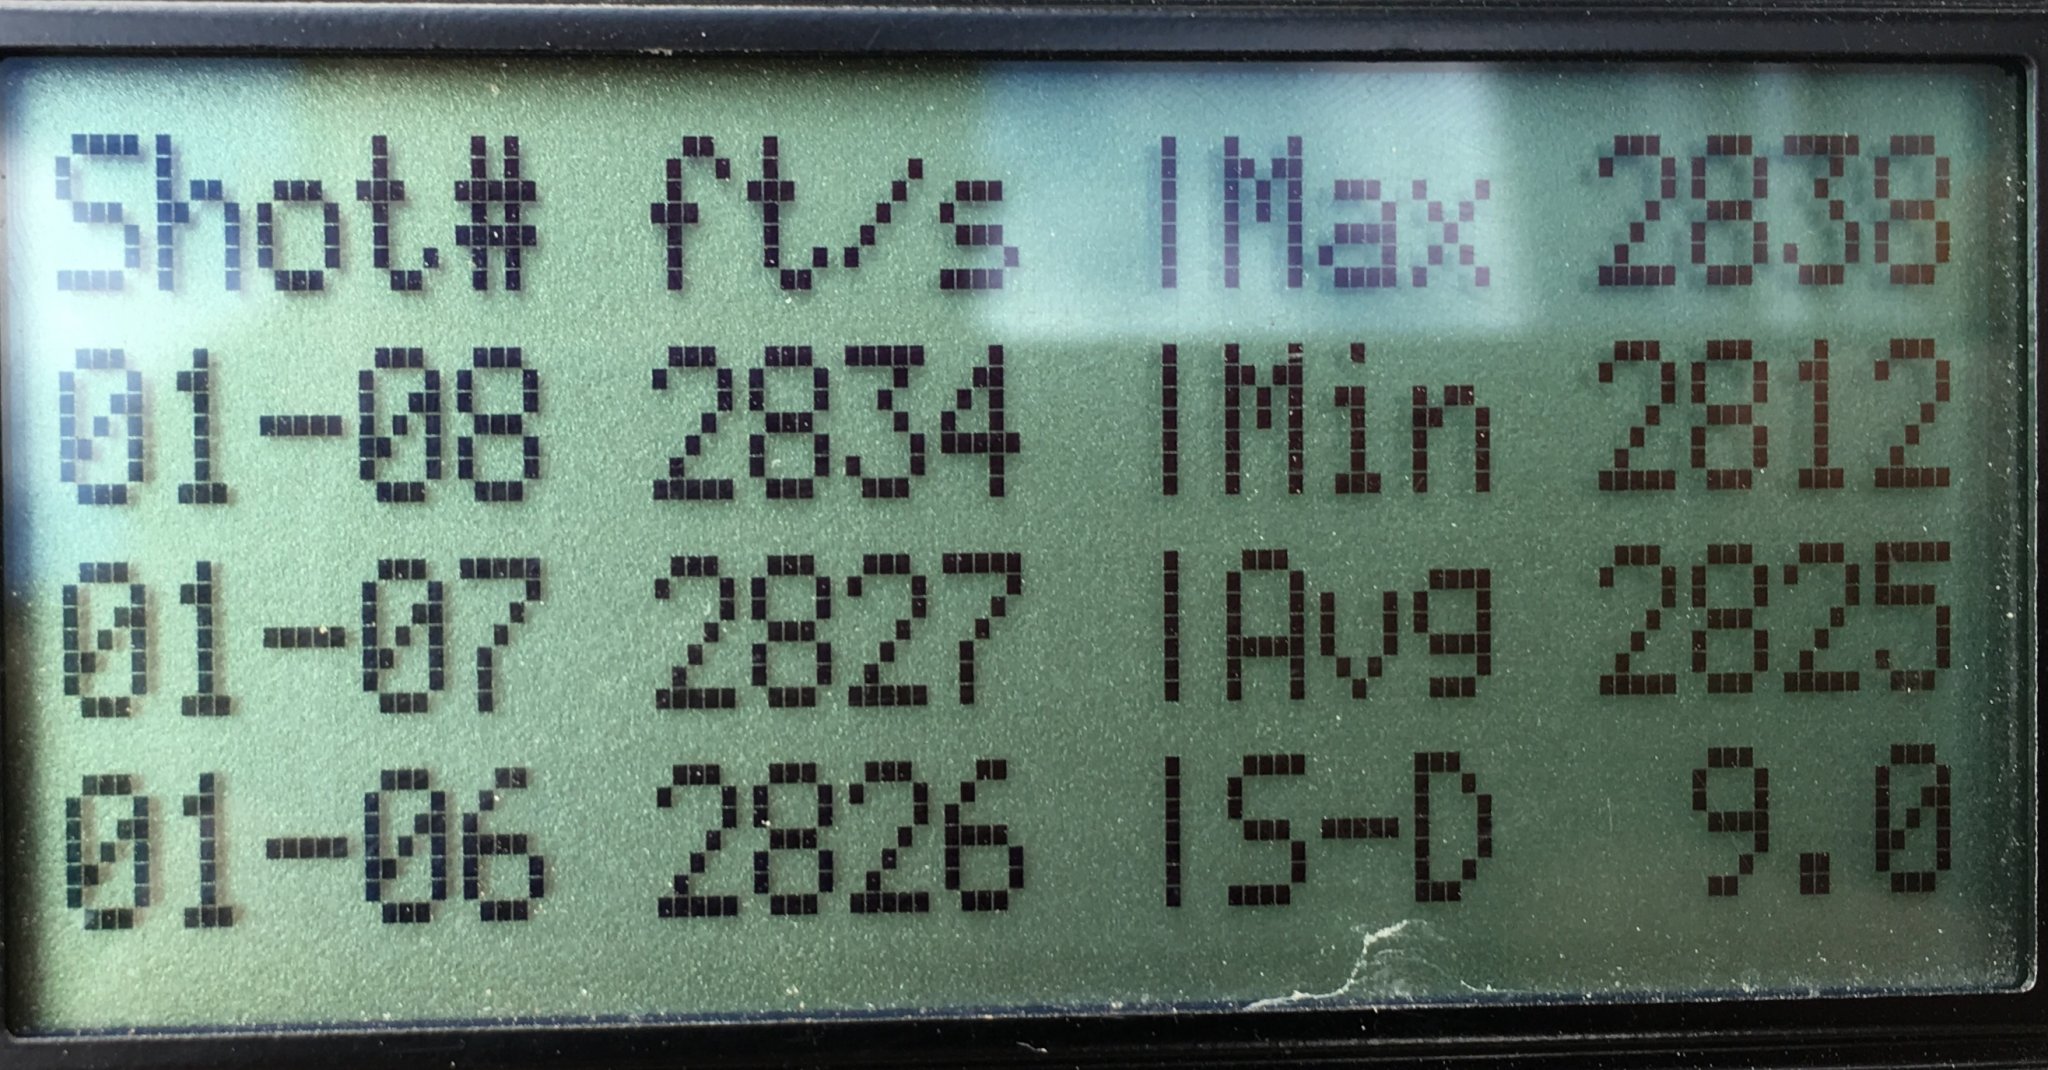 Shot# ft/s |Max 2838
01-08 2834 |Min 2812
01-07 2827 |Avg 2825
01-06 2826 |S-D 9.0